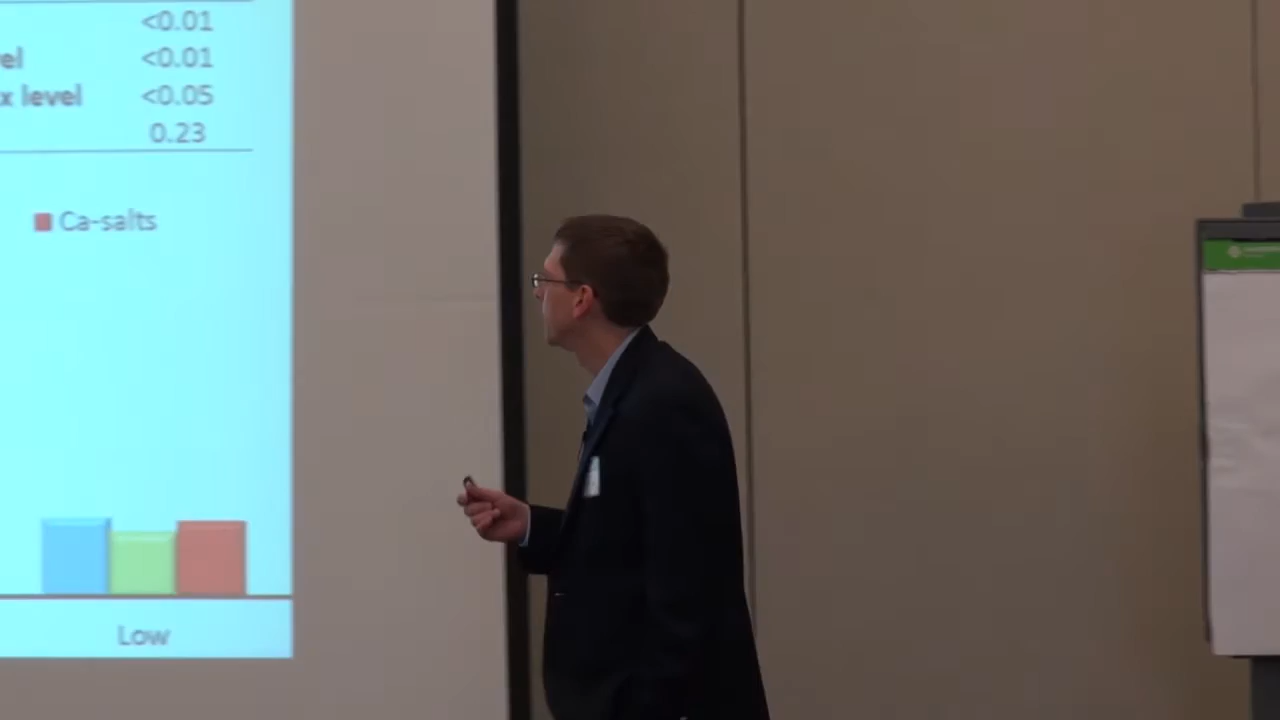 <0.01
el <0.01
x level <0.05
0.23
Ca-salts
Low